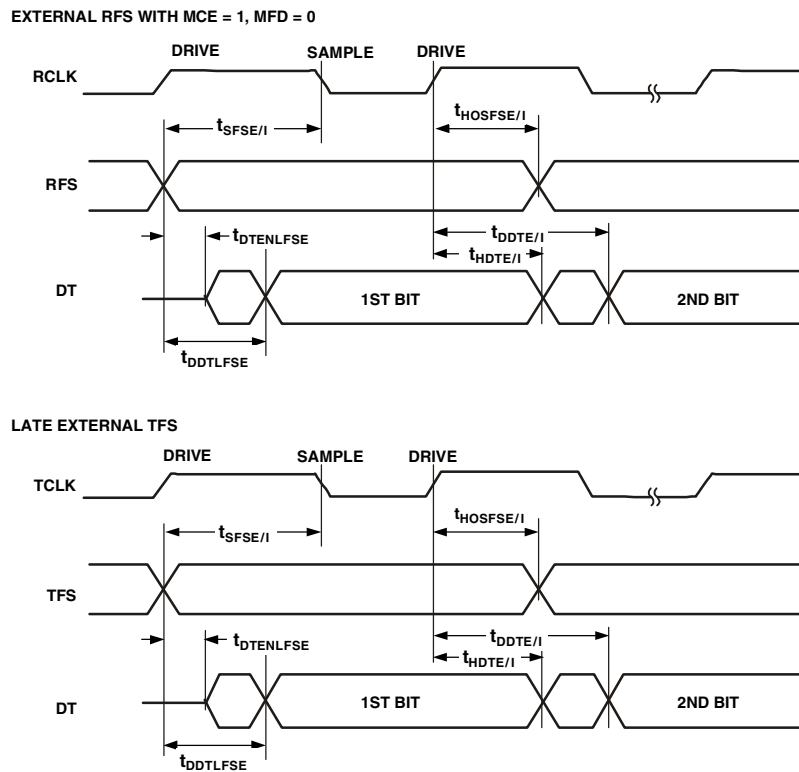 EXTERNAL RFS WITH MCE = 1, MFD = 0
DRIVE SAMPLE DRIVE
RCLK
tSFSE/I tHOSFSE/I
RFS
tDTENLFSE tDDTE/I
tHDTE/I
DT 1ST BIT 2ND BIT
tDDTLFSE
LATE EXTERNAL TFS
DRIVE SAMPLE DRIVE
TCLK
tSFSE/I tHOSFSE/I
TFS
tDTENLFSE tDDTE/I
tHDTE/I
DT 1ST BIT 2ND BIT
tDDTLFSE